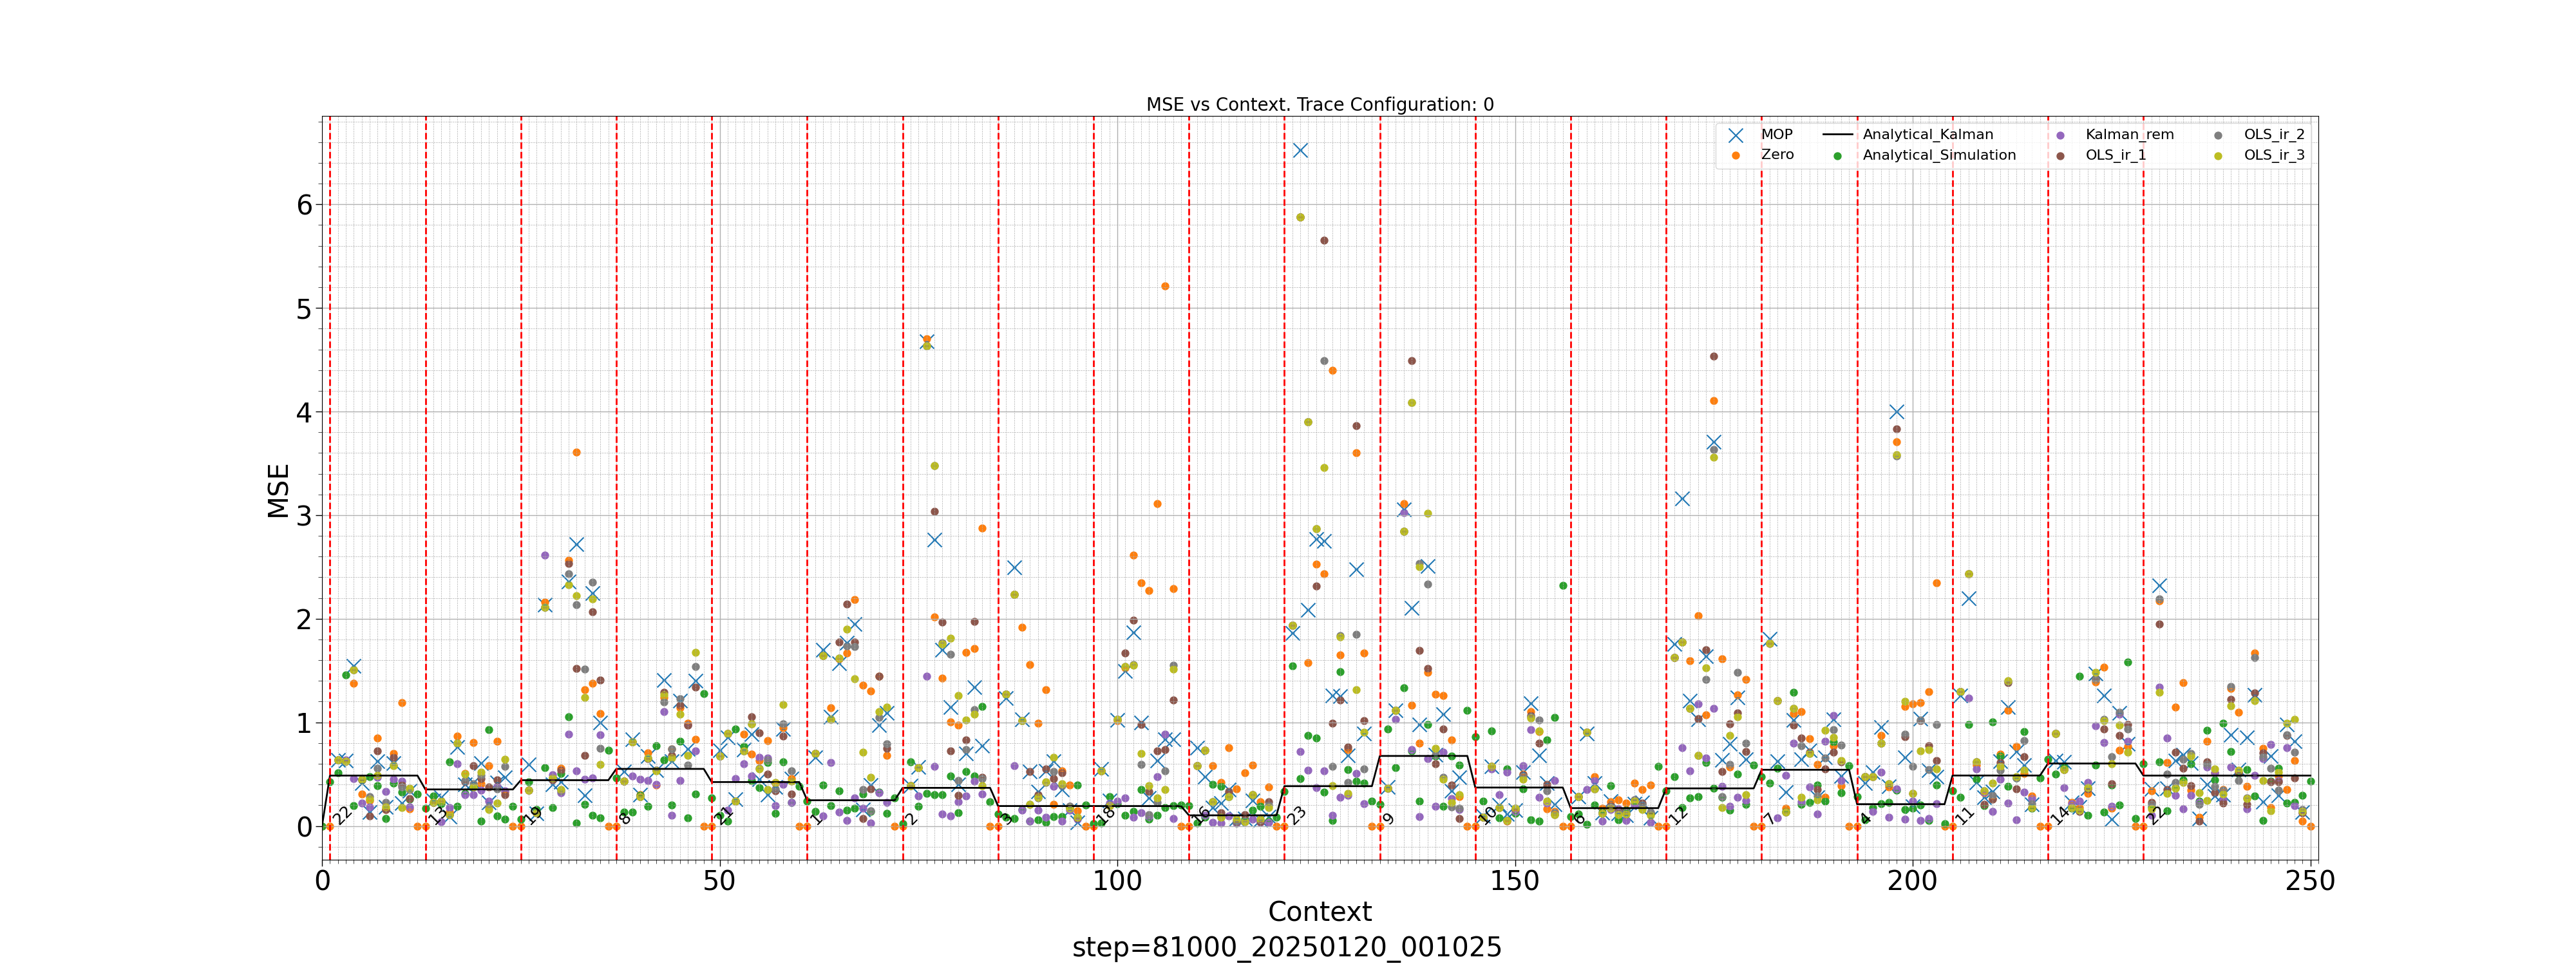 MSE vs Context. Trace Configuration: 0
MOP
Zero
Analytical_Kalman
Analytical_Simulation
Kalman_rem
OLS_ir_1
OLS_ir_2
OLS_ir_3
MSE
6
5
4
3
2
1
0
22 13 19 8 21 1 2 3 18 16 23 9 10 6 12 7 4 11 14 22
0 50 100 150 200 250
Context
step=81000_20250120_001025